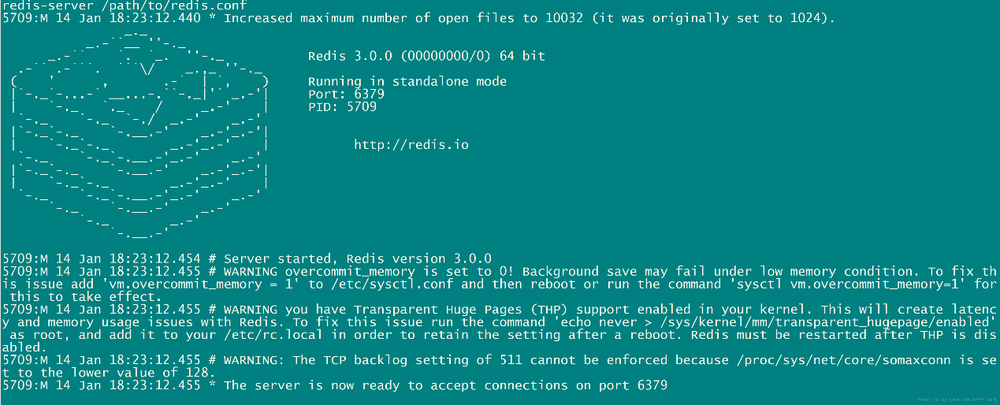 redis-server /path/to/redis.conf
5709:M 14 Jan 18:23:12.440 * Increased maximum number of open files to 10032 (it was originally set to 1024).
Redis 3.0.0 (00000000/0) 64 bit
Running in standalone mode
Port: 6379
PID: 5709
http://redis.io
5709:M 14 Jan 18:23:12.454 # Server started, Redis version 3.0.0
5709:M 14 Jan 18:23:12.455 # WARNING overcommit_memory is set to 0! Background save may fail under low memory condition. To fix th
is issue add 'vm.overcommit_memory = 1' to /etc/sysctl.conf and then reboot or run the command 'sysctl vm.overcommit_memory=1' for
this to take effect.
5709:M 14 Jan 18:23:12.455 # WARNING you have Transparent Huge Pages (THP) support enabled in your kernel. This will create latenc
y and memory usage issues with Redis. To fix this issue run the command 'echo never > /sys/kernel/mm/transparent_hugepage/enabled'
as root, and add it to your /etc/rc.local in order to retain the setting after a reboot. Redis must be restarted after THP is dis
abled.
5709:M 14 Jan 18:23:12.455 # WARNING: The TCP backlog setting of 511 cannot be enforced because /proc/sys/net/core/somaxconn is se
t to the lower value of 128.
5709:M 14 Jan 18:23:12.455 * The server is now ready to accept connections on port 6379